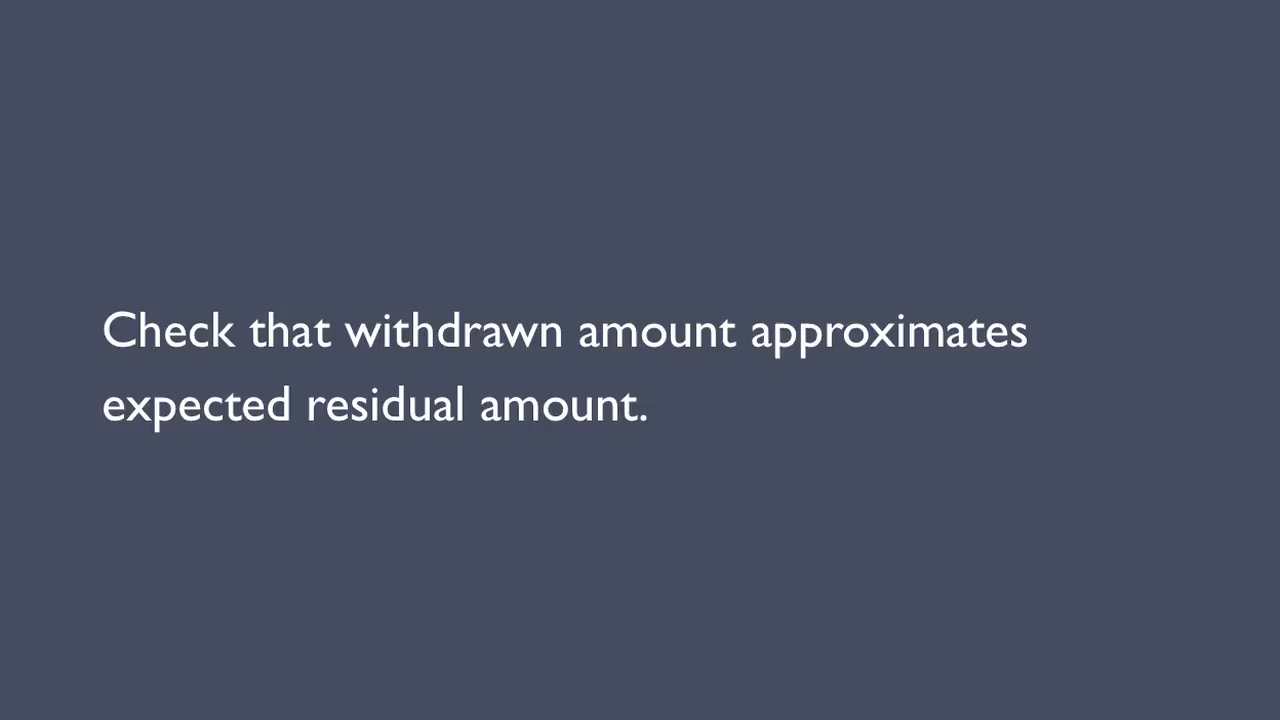 Check that withdrawn amount approximates
expected residual amount.